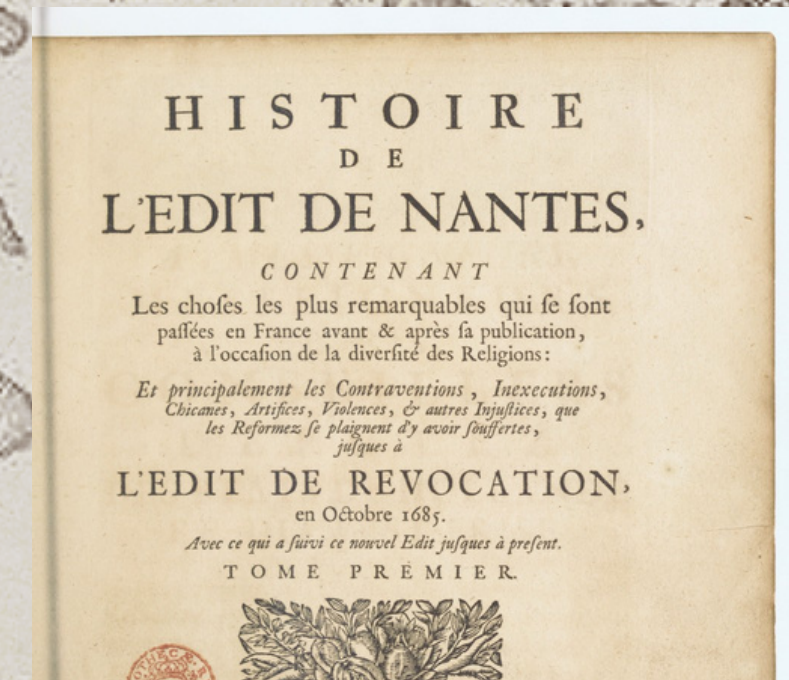 HISTOIRE
DE
L'EDIT DE NANTES,
CONTENANT
Les choſes les plus remarquables qui ſe ſont
paſſées en France avant & après ſa publication,
à l'occaſion de la diverſité des Religions:
Et principalement les Contraventions, Inexecutions,
Chicanes, Artifices, Violences, & autres Injuſtices, que
les Reformez ſe plaignent d'y avoir ſouffertes,
juſques à
L'EDIT DE REVOCATION,
en Octobre 1685.
Avec ce qui a ſuivi ce nouvel Edit juſques à preſent.
TOME PREMIER.